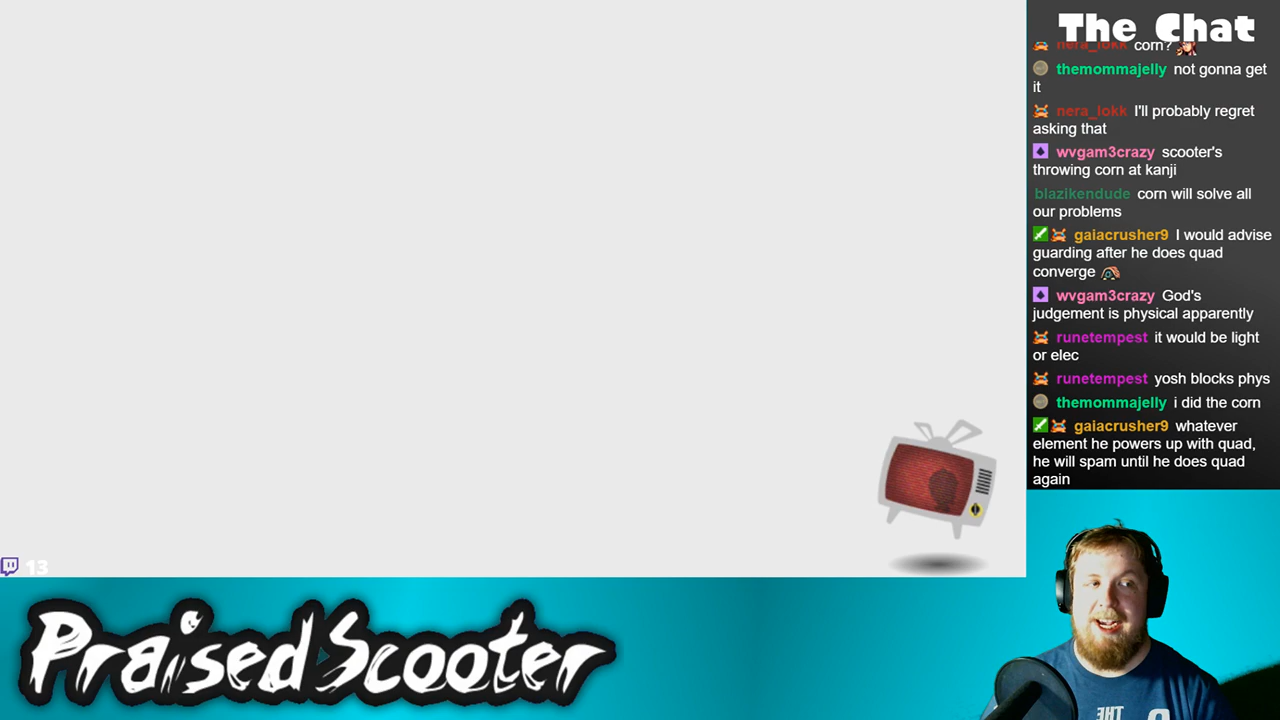 The Chat
nera_lokk corn?
themommajelly not gonna get
it
nera_lokk I'll probably regret
asking that
wvgam3crazy scooter's
throwing corn at kanji
blazikendude corn will solve all
our problems
gaiacrusher9 I would advise
guarding after he does quad
converge
wvgam3crazy God's
judgement is physical apparently
runetempest it would be light
or elec
runetempest yosh blocks phys
themommajelly i did the corn
gaiacrusher9 whatever
element he powers up with quad,
he will spam until he does quad
again
13
PraisedScooter
THE